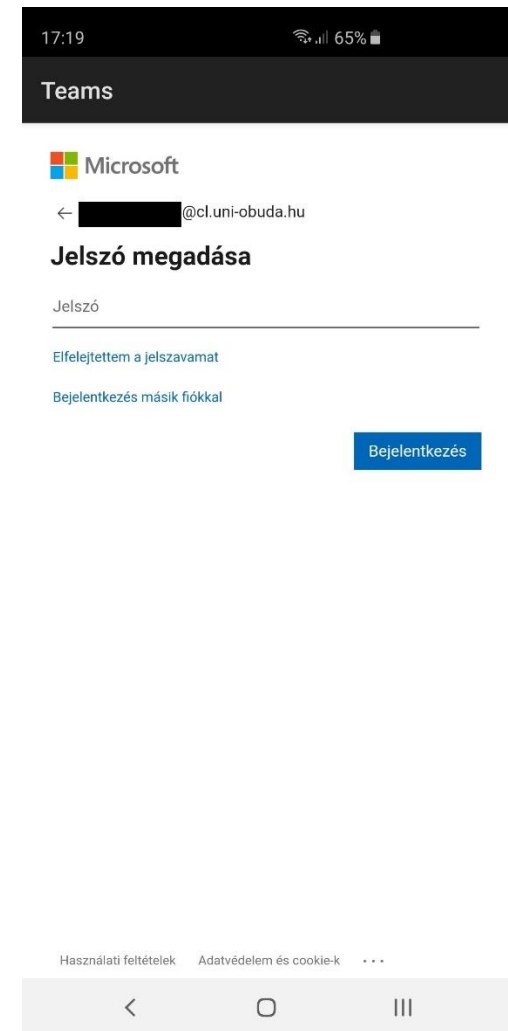 17:19 65%
Teams
Microsoft
@cl.uni-obuda.hu
Jelszó megadása
Jelszó
Elfelejtettem a jelszavamat
Bejelentkezés másik fiókkal
Bejelentkezés
Használati feltételek Adatvédelem és cookie-k ...